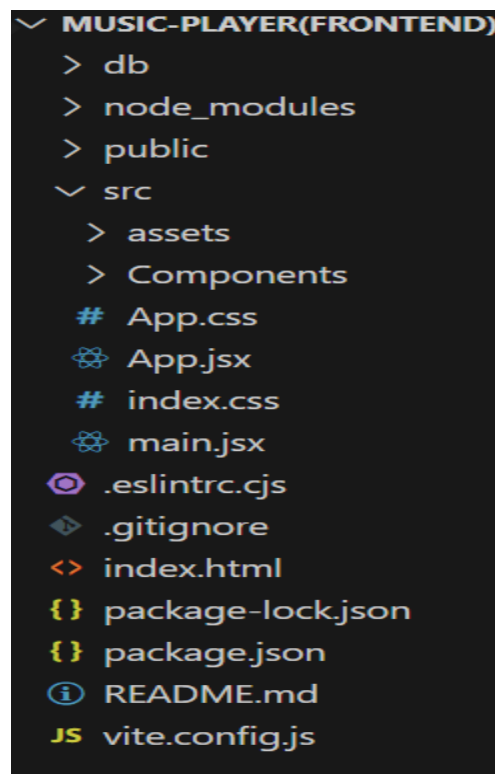 MUSIC-PLAYER(FRONTEND)
db
node_modules
public
src
assets
Components
# App.css
App.jsx
# index.css
main.jsx
.eslintrc.cjs
.gitignore
<> index.html
{} package-lock.json
{} package.json
README.md
JS vite.config.js